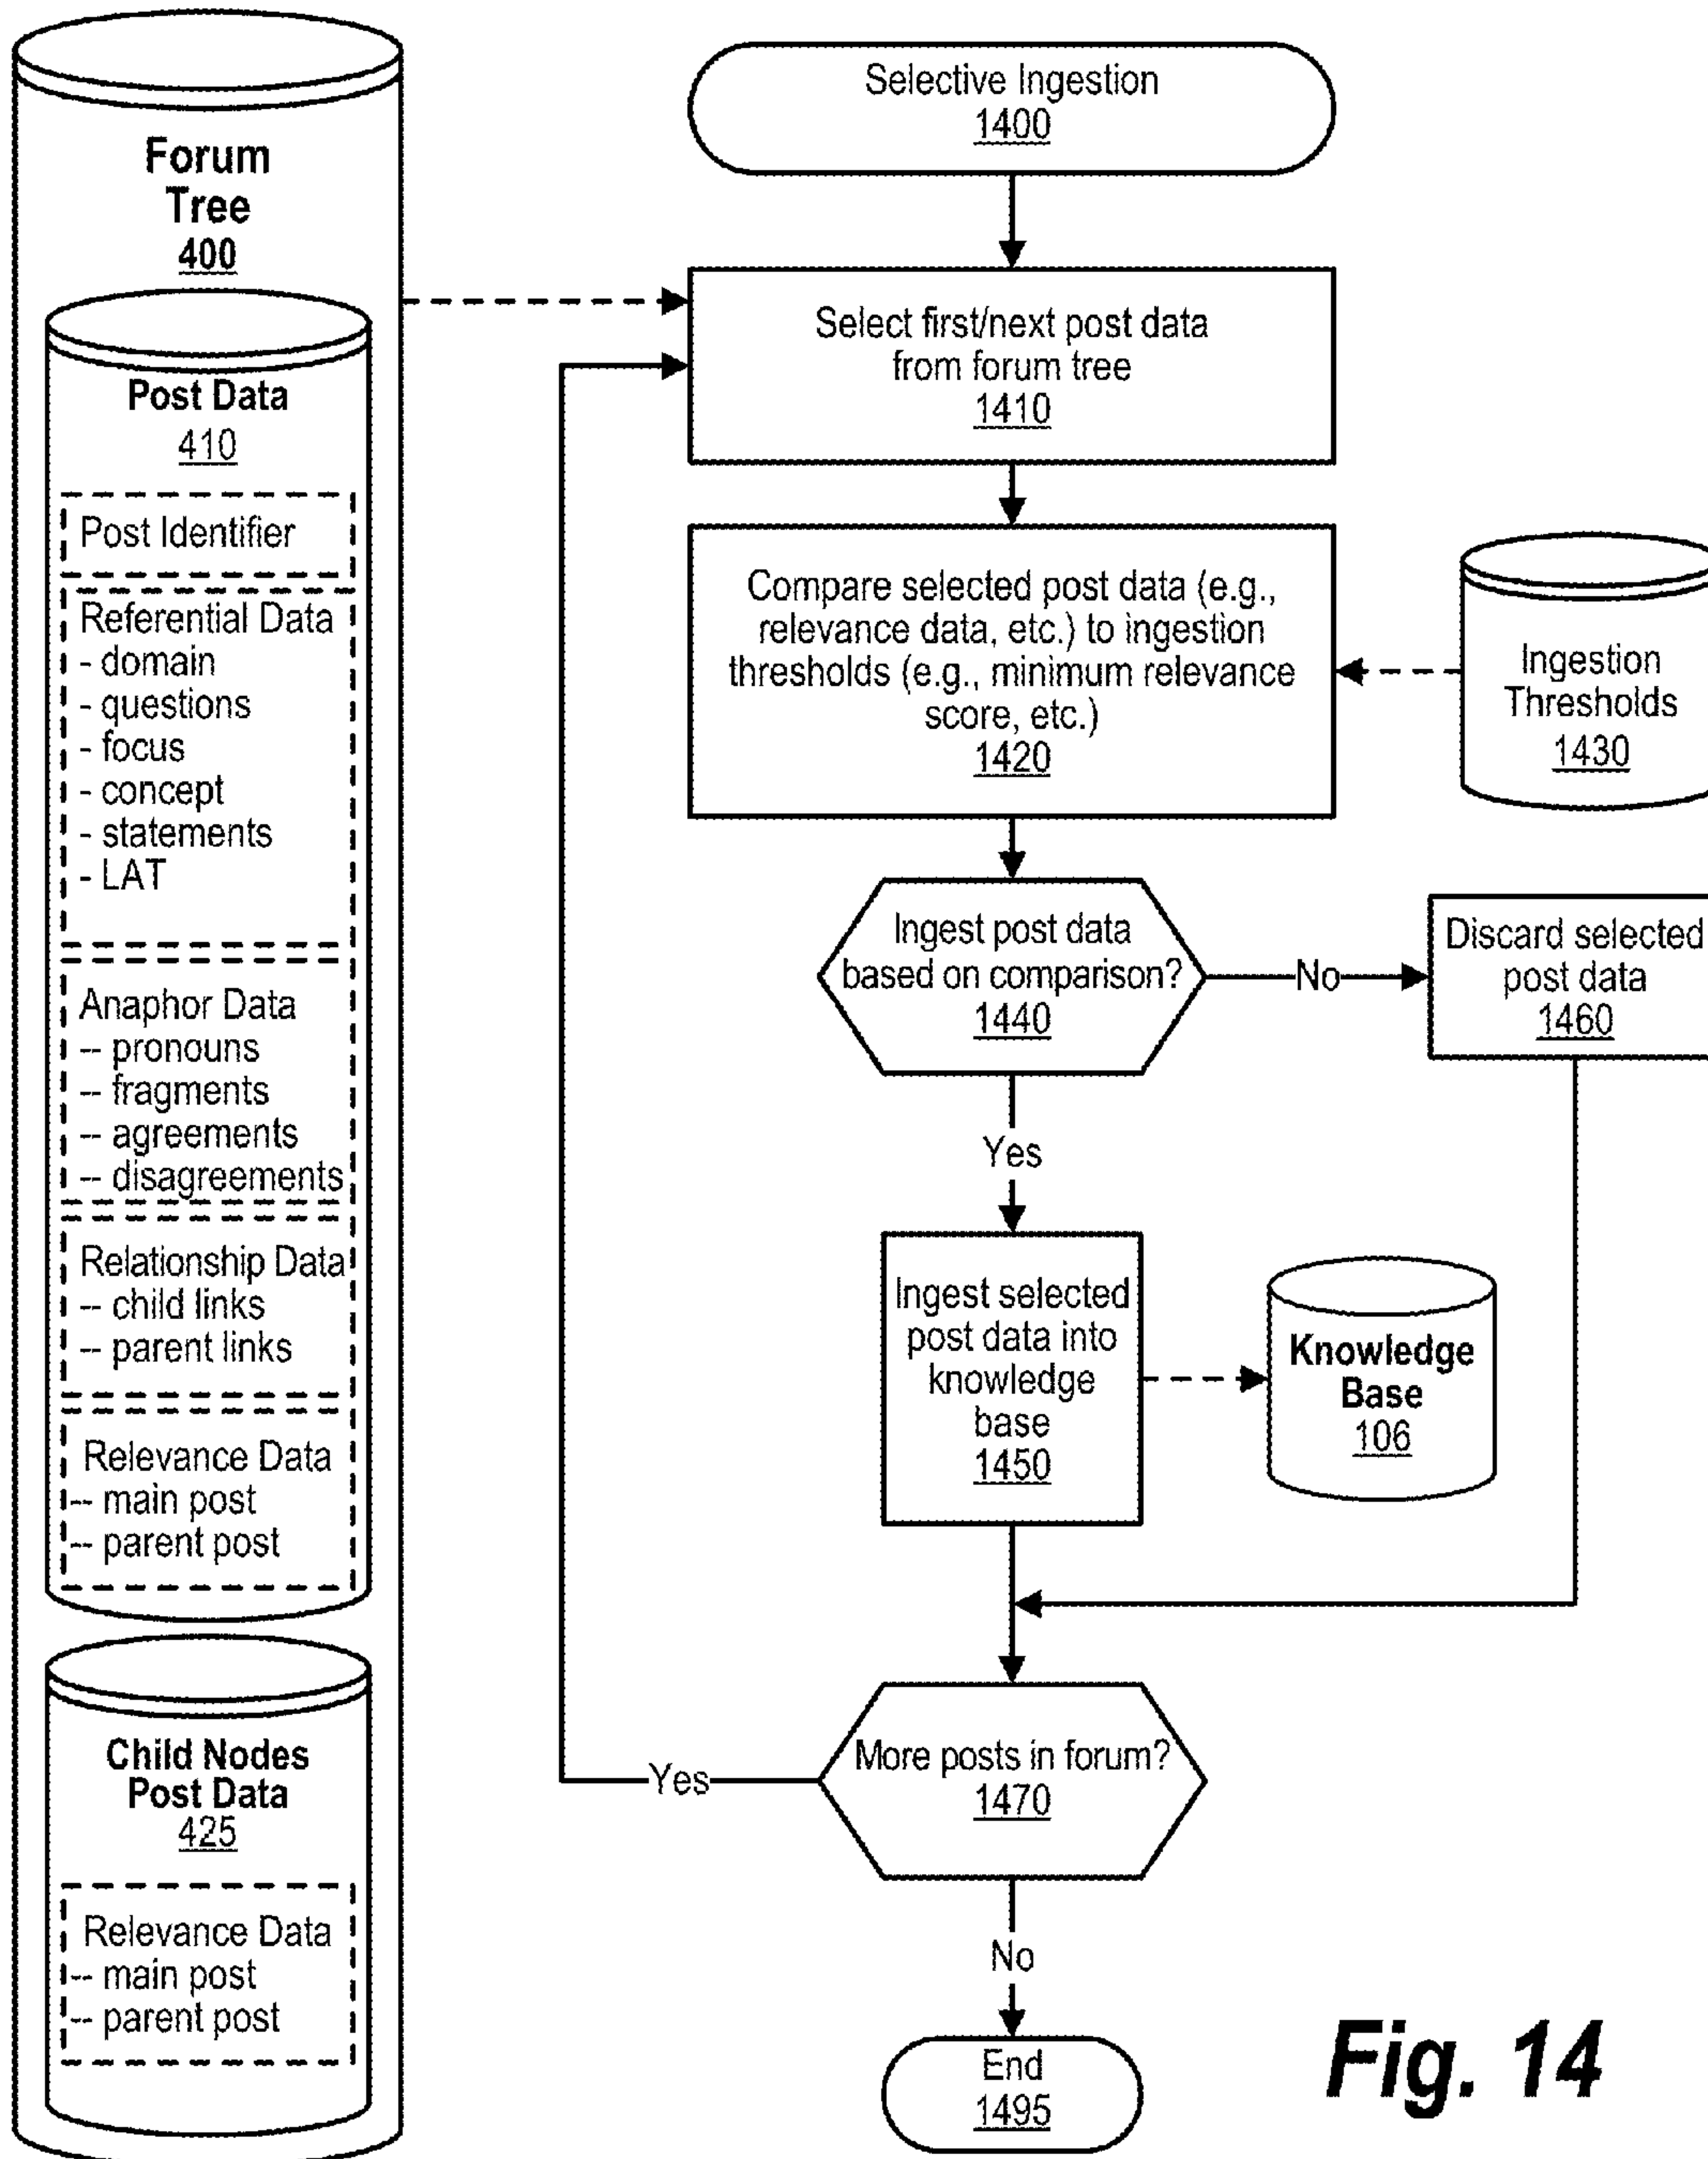 Forum
Tree
400
Post Data
410
Post Identifier
Referential Data
- domain
- questions
- focus
- concept
- statements
- LAT
Anaphor Data
-- pronouns
-- fragments
-- agreements
-- disagreements
Relationship Data
-- child links
-- parent links
Relevance Data
-- main post
-- parent post
Child Nodes
Post Data
425
Relevance Data
-- main post
-- parent post
Selective Ingestion
1400
Select first/next post data
from forum tree
1410
Compare selected post data (e.g.,
relevance data, etc.) to ingestion
thresholds (e.g., minimum relevance
score, etc.)
1420
Ingestion
Thresholds
1430
Ingest post data
based on comparison?
1440
No
Discard selected
post data
1460
Yes
Ingest selected
post data into
knowledge
base
1450
Knowledge
Base
106
More posts in forum?
1470
Yes
No
End
1495
Fig. 14